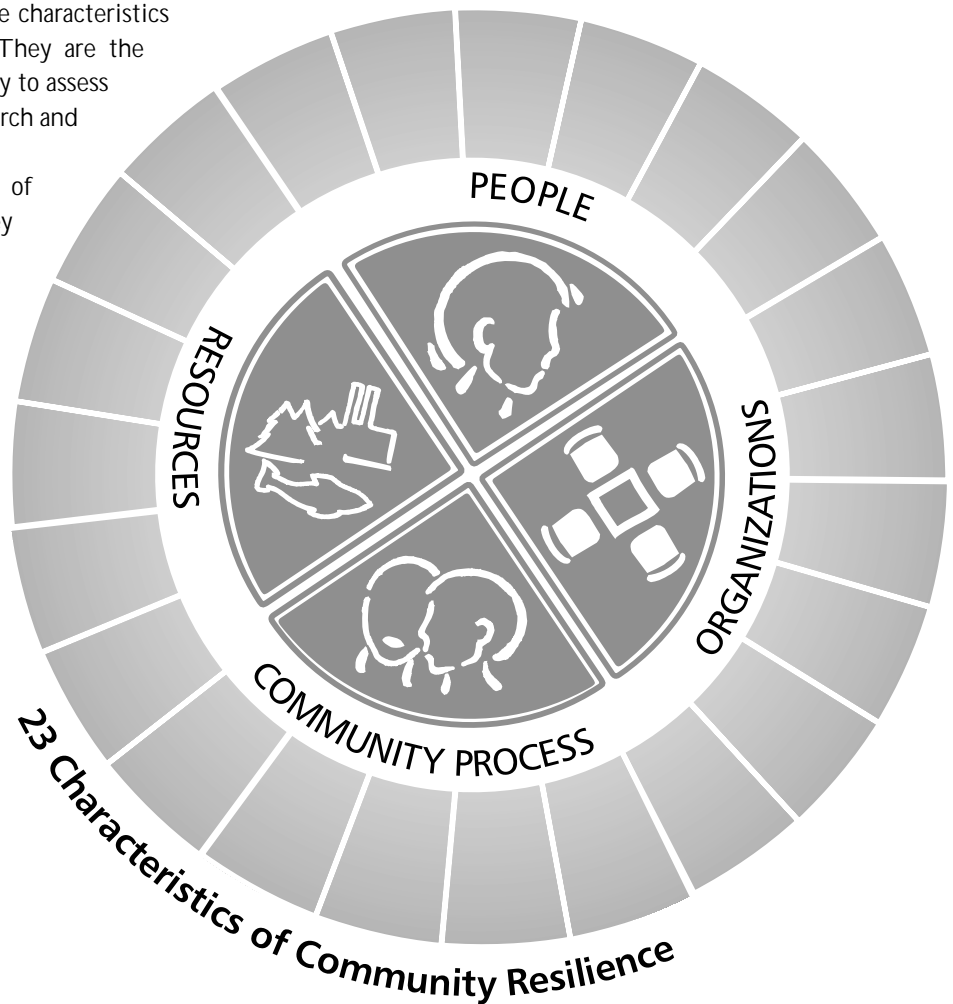 e characteristics
They are the
y to assess
rch and
of
ey
PEOPLE
RESOURCES
ORGANIZATIONS
COMMUNITY PROCESS
23 Characteristics of Community Resilience